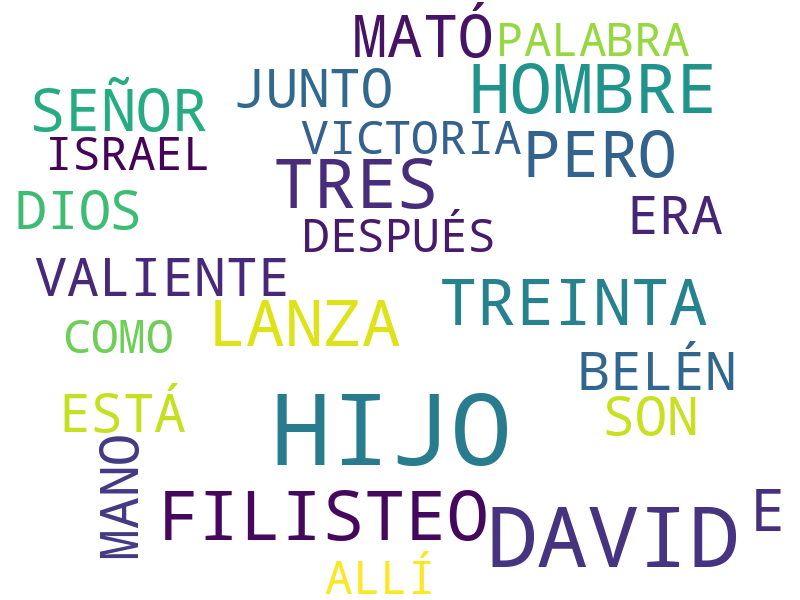 MATÓ
PALABRA
SEÑOR
JUNTO
HOMBRE
ISRAEL
VICTORIA
PERO
DIOS
TRES
DESPUÉS
ERA
VALIENTE
LANZA
TREINTA
COMO
BELÉN
ESTÁ
HIJO
SON
MANO
FILISTEO
DAVID
E
ALLÍ